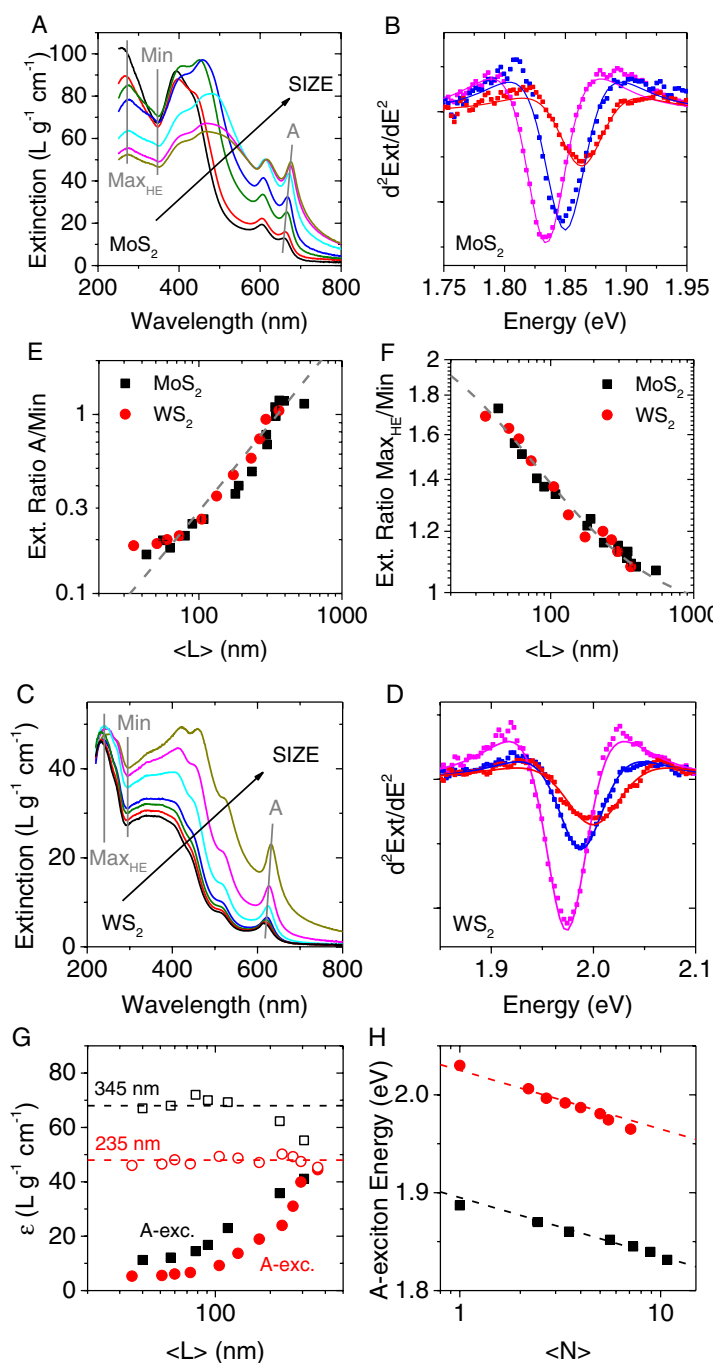 A
Extinction (L g⁻¹ cm⁻¹)
100
80
60
40
20
0
Min
SIZE
A
Max_HE
MoS₂
200 400 600 800
Wavelength (nm)
B
d²Ext/dE²
MoS₂
1.75 1.80 1.85 1.90 1.95
Energy (eV)
E
Ext. Ratio A/Min
1
0.3
0.1
MoS₂
WS₂
100 1000
<L> (nm)
F
Ext. Ratio Max_HE/Min
2
1.8
1.6
1.4
1.2
1
MoS₂
WS₂
100 1000
<L> (nm)
C
Extinction (L g⁻¹ cm⁻¹)
40
20
0
Min
SIZE
A
Max_HE
WS₂
200 400 600 800
Wavelength (nm)
D
d²Ext/dE²
WS₂
1.9 2.0 2.1
Energy (eV)
G
ε (L g⁻¹ cm⁻¹)
80
60
40
20
0
345 nm
235 nm
A-exc.
A-exc.
100
<L> (nm)
H
A-exciton Energy (eV)
2.0
1.9
1.8
1 10
<N>